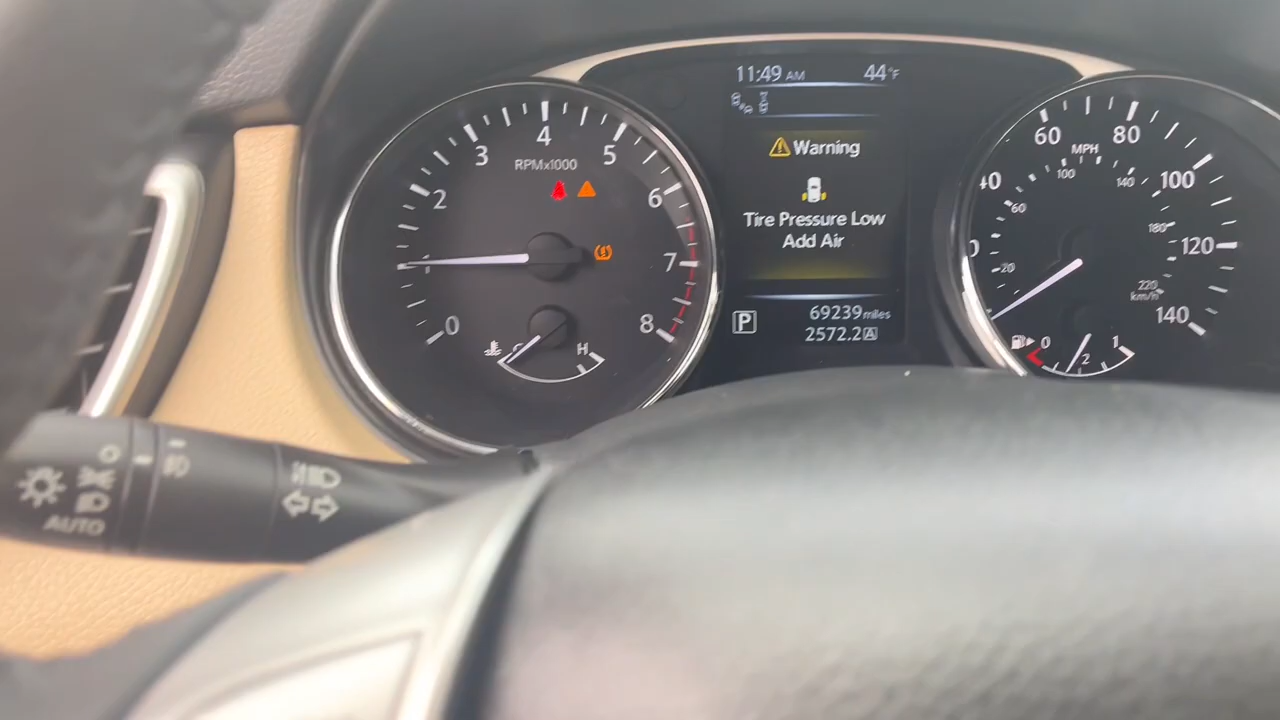 11:49 AM 44°F
Warning
Tire Pressure Low
Add Air
P
69239 miles
2572.2 A
0
1
2
3
4
5
6
7
8
RPMx1000
C H
0
40
60
80
100
120
140
MPH
20
60
100
140
180
220
km/h
0 1/2 1
AUTO